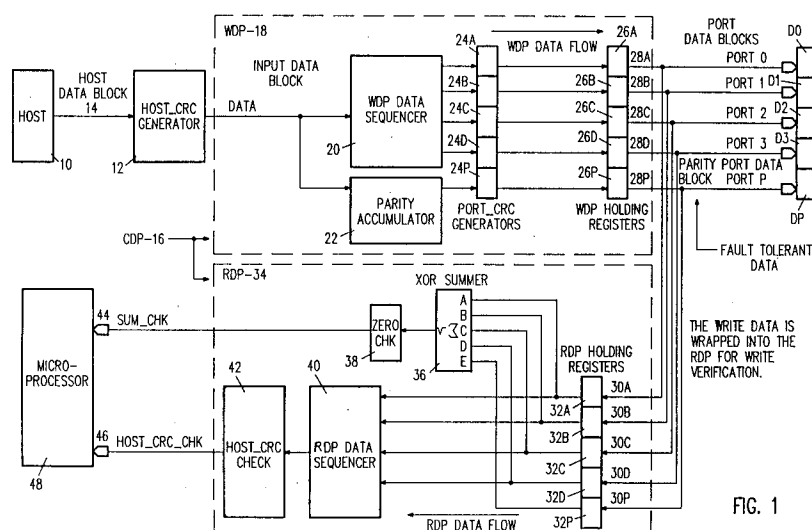 WDP-18
WDP DATA FLOW
PORT
DATA BLOCKS
D0
D1
D2
D3
DP
24A
24B
24C
24D
24P
26A
26B
26C
26D
26P
28A
28B
28C
28D
28P
PORT 0
PORT 1
PORT 2
PORT 3
PARITY PORT DATA
BLOCK
PORT P
HOST
DATA BLOCK
14
HOST
10
HOST_CRC
GENERATOR
12
DATA
INPUT DATA
BLOCK
WDP DATA
SEQUENCER
20
PARITY
ACCUMULATOR
22
PORT_CRC
GENERATORS
WDP HOLDING
REGISTERS
FAULT TOLERANT
DATA
CDP-16
RDP-34
XOR SUMMER
A
B
C
D
E
√ Σ
36
ZERO
CHK
38
44
SUM_CHK
MICRO-
PROCESSOR
48
46
HOST_CRC_CHK
42
HOST_CRC
CHECK
40
RDP DATA
SEQUENCER
RDP HOLDING
REGISTERS
32A
32B
32C
32D
32P
30A
30B
30C
30D
30P
THE WRITE DATA IS
WRAPPED INTO THE
RDP FOR WRITE
VERIFICATION.
RDP DATA FLOW
FIG. 1